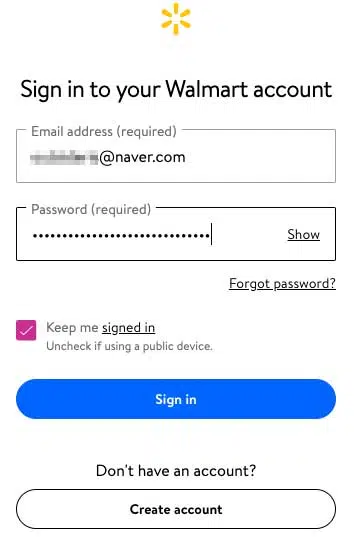 Sign in to your Walmart account
Email address (required)
@naver.com
Password (required)
••••••••••••••••••••••••••••••
Show
Forgot password?
Keep me signed in
Uncheck if using a public device.
Sign in
Don't have an account?
Create account